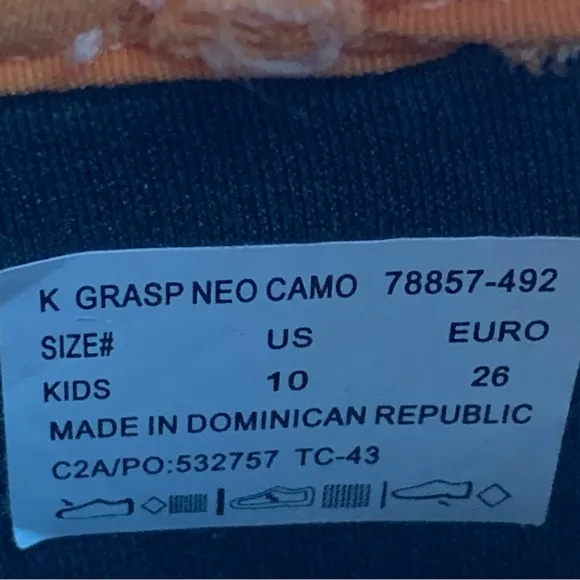 K GRASP NEO CAMO 78857-492
SIZE# US EURO
KIDS 10 26
MADE IN DOMINICAN REPUBLIC
C2A/PO:532757 TC-43